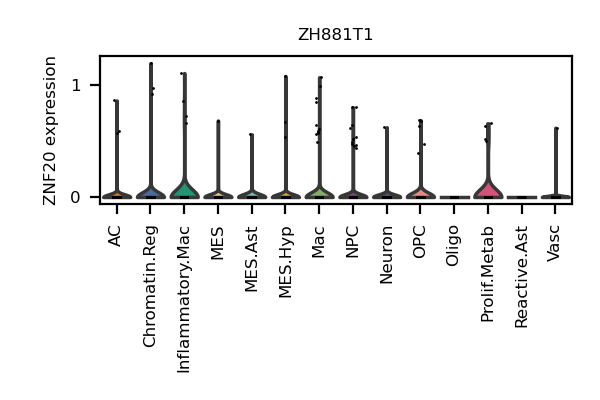 ZH881T1
ZNF20 expression
1
0
AC
Chromatin.Reg
Inflammatory.Mac
MES
MES.Ast
MES.Hyp
Mac
NPC
Neuron
OPC
Oligo
Prolif.Metab
Reactive.Ast
Vasc